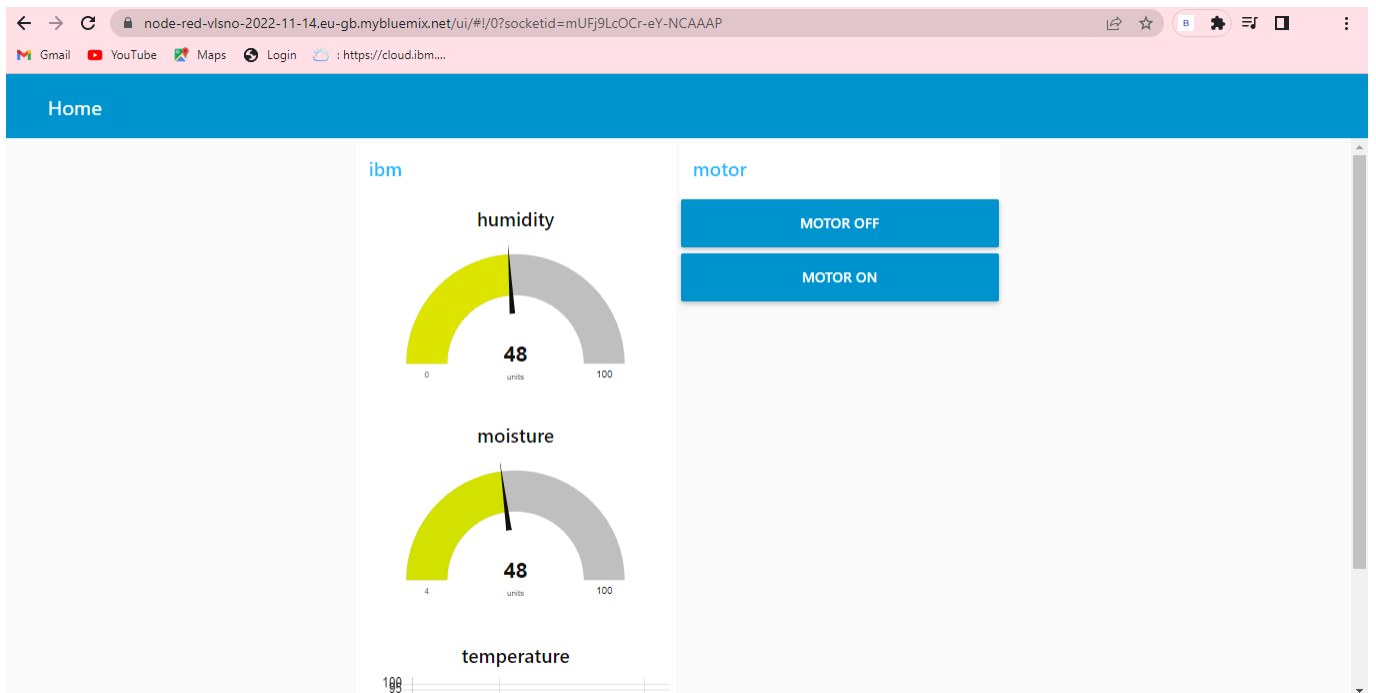 node-red-vlsno-2022-11-14.eu-gb.mybluemix.net/ui/#!/0?socketid=mUFj9LcOCr-eY-NCAAAP
B
Gmail YouTube Maps Login : https://cloud.ibm....
Home
ibm
humidity
48
0 units 100
moisture
48
4 units 100
temperature
100
95
motor
MOTOR OFF
MOTOR ON